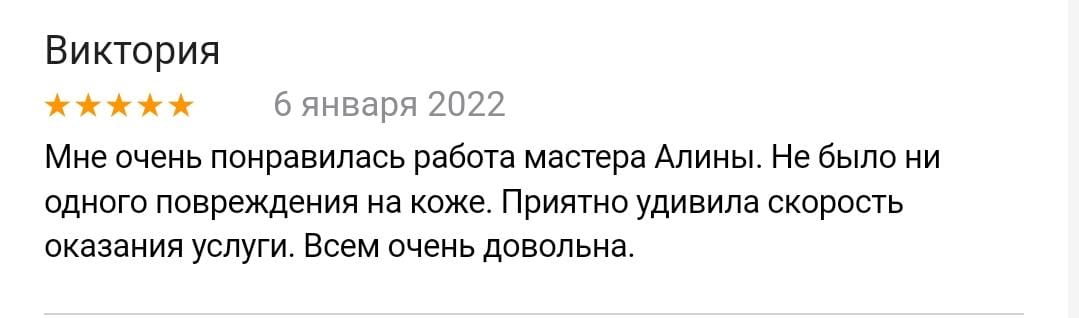 Виктория
★★★★★ 6 января 2022
Мне очень понравилась работа мастера Алины. Не было ни
одного повреждения на коже. Приятно удивила скорость
оказания услуги. Всем очень довольна.